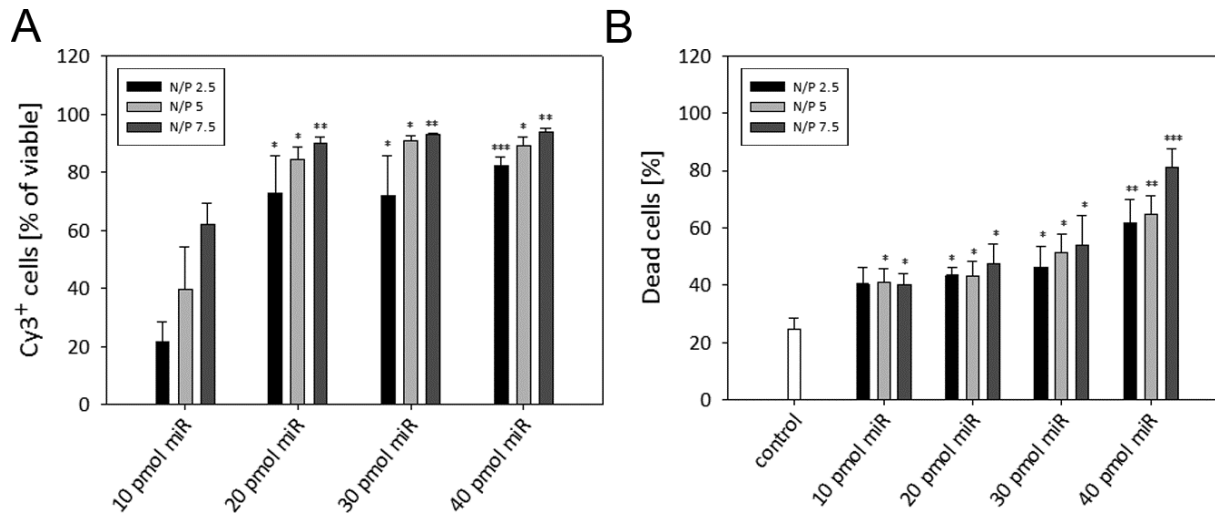 A
120
100
80
60
40
20
0
Cy3+ cells [% of viable]
N/P 2.5
N/P 5
N/P 7.5
* * **
* * **
*** * **
10 pmol miR
20 pmol miR
30 pmol miR
40 pmol miR
B
120
100
80
60
40
20
0
Dead cells [%]
N/P 2.5
N/P 5
N/P 7.5
* *
* * *
* * *
** ** ***
control
10 pmol miR
20 pmol miR
30 pmol miR
40 pmol miR